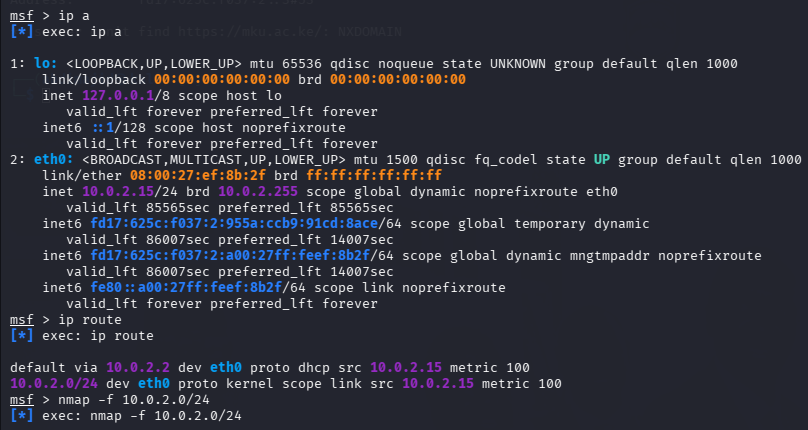 msf > ip a
[*] exec: ip a
find https://mku.ac.ke/: NXDOMAIN
1: lo: <LOOPBACK,UP,LOWER_UP> mtu 65536 qdisc noqueue state UNKNOWN group default qlen 1000
link/loopback 00:00:00:00:00:00 brd 00:00:00:00:00:00
inet 127.0.0.1/8 scope host lo
valid_lft forever preferred_lft forever
inet6 ::1/128 scope host noprefixroute
valid_lft forever preferred_lft forever
2: eth0: <BROADCAST,MULTICAST,UP,LOWER_UP> mtu 1500 qdisc fq_codel state UP group default qlen 1000
link/ether 08:00:27:ef:8b:2f brd ff:ff:ff:ff:ff:ff
inet 10.0.2.15/24 brd 10.0.2.255 scope global dynamic noprefixroute eth0
valid_lft 85565sec preferred_lft 85565sec
inet6 fd17:625c:f037:2:955a:ccb9:91cd:8ace/64 scope global temporary dynamic
valid_lft 86007sec preferred_lft 14007sec
inet6 fd17:625c:f037:2:a00:27ff:feef:8b2f/64 scope global dynamic mngtmpaddr noprefixroute
valid_lft 86007sec preferred_lft 14007sec
inet6 fe80::a00:27ff:feef:8b2f/64 scope link noprefixroute
valid_lft forever preferred_lft forever
msf > ip route
[*] exec: ip route
default via 10.0.2.2 dev eth0 proto dhcp src 10.0.2.15 metric 100
10.0.2.0/24 dev eth0 proto kernel scope link src 10.0.2.15 metric 100
msf > nmap -f 10.0.2.0/24
[*] exec: nmap -f 10.0.2.0/24